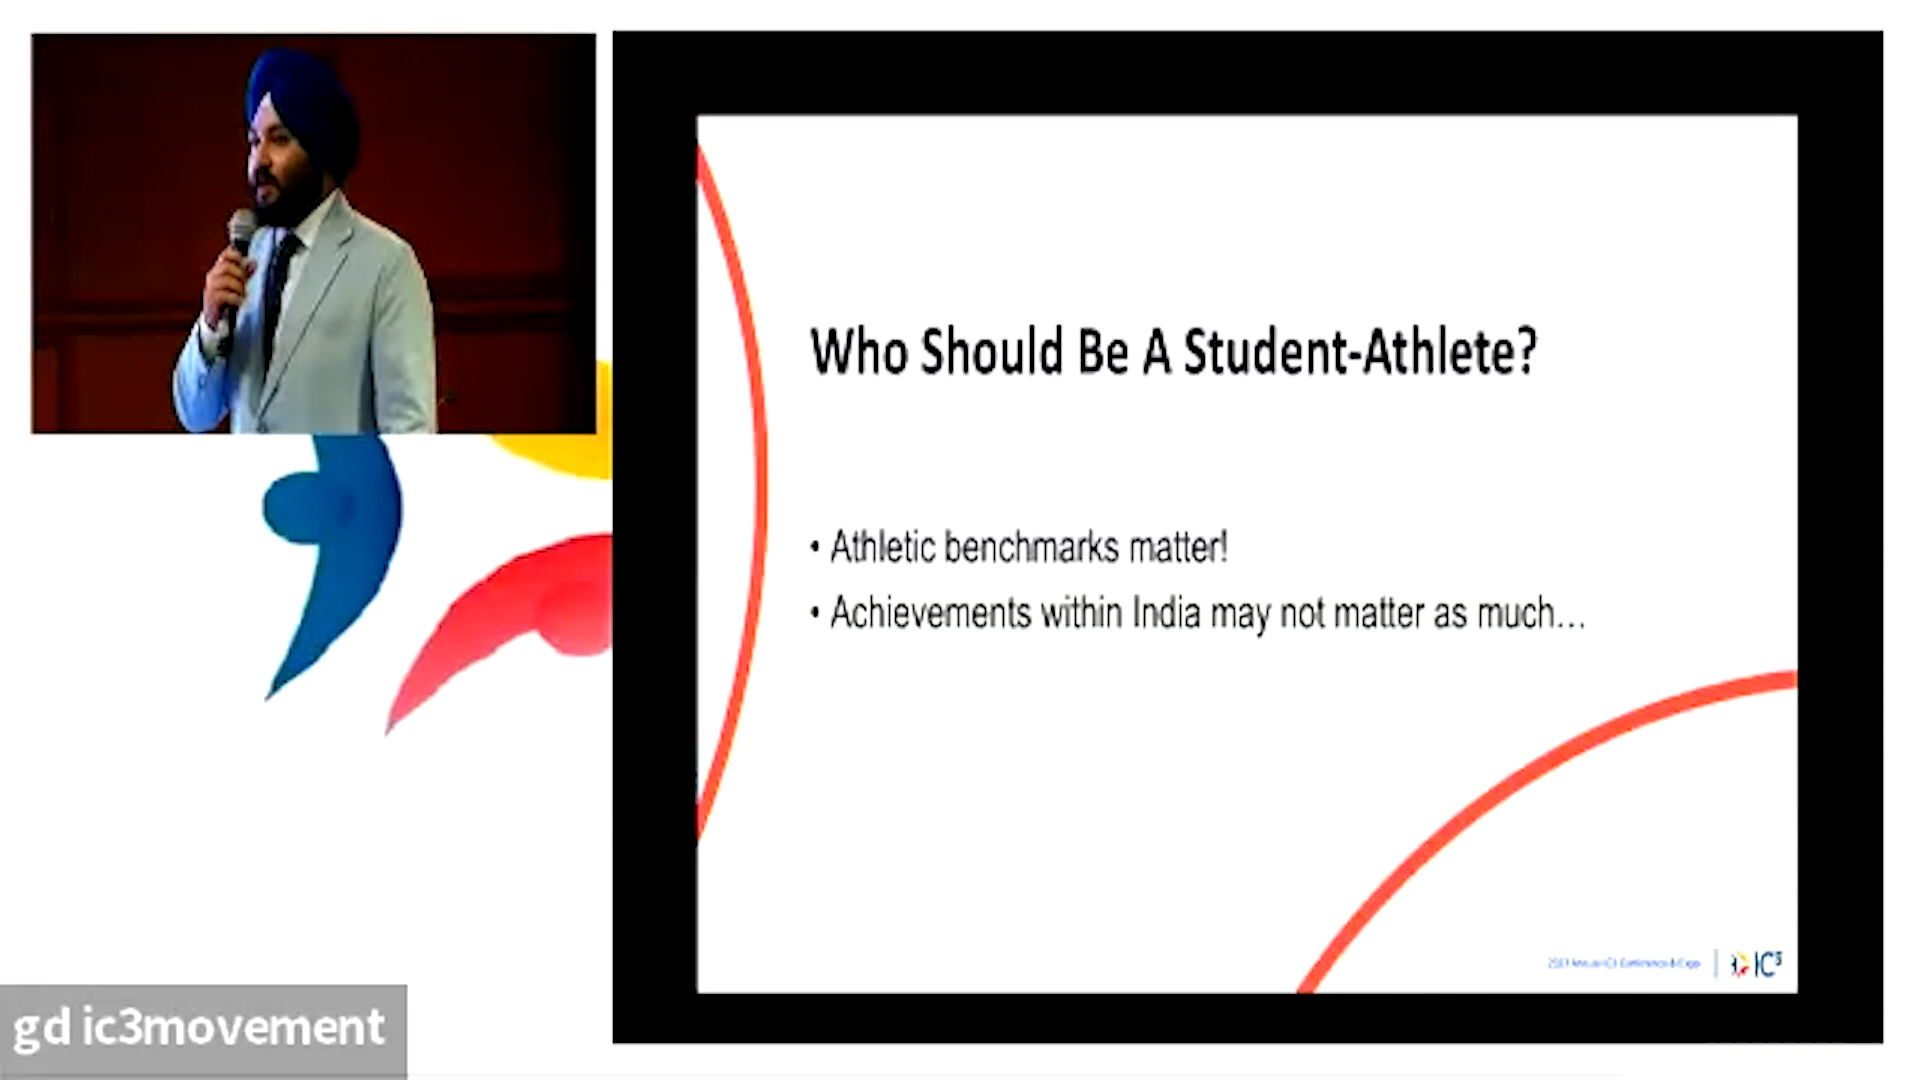 Who Should Be A Student-Athlete?
• Athletic benchmarks matter!
• Achievements within India may not matter as much...
IC³
gd ic3movement